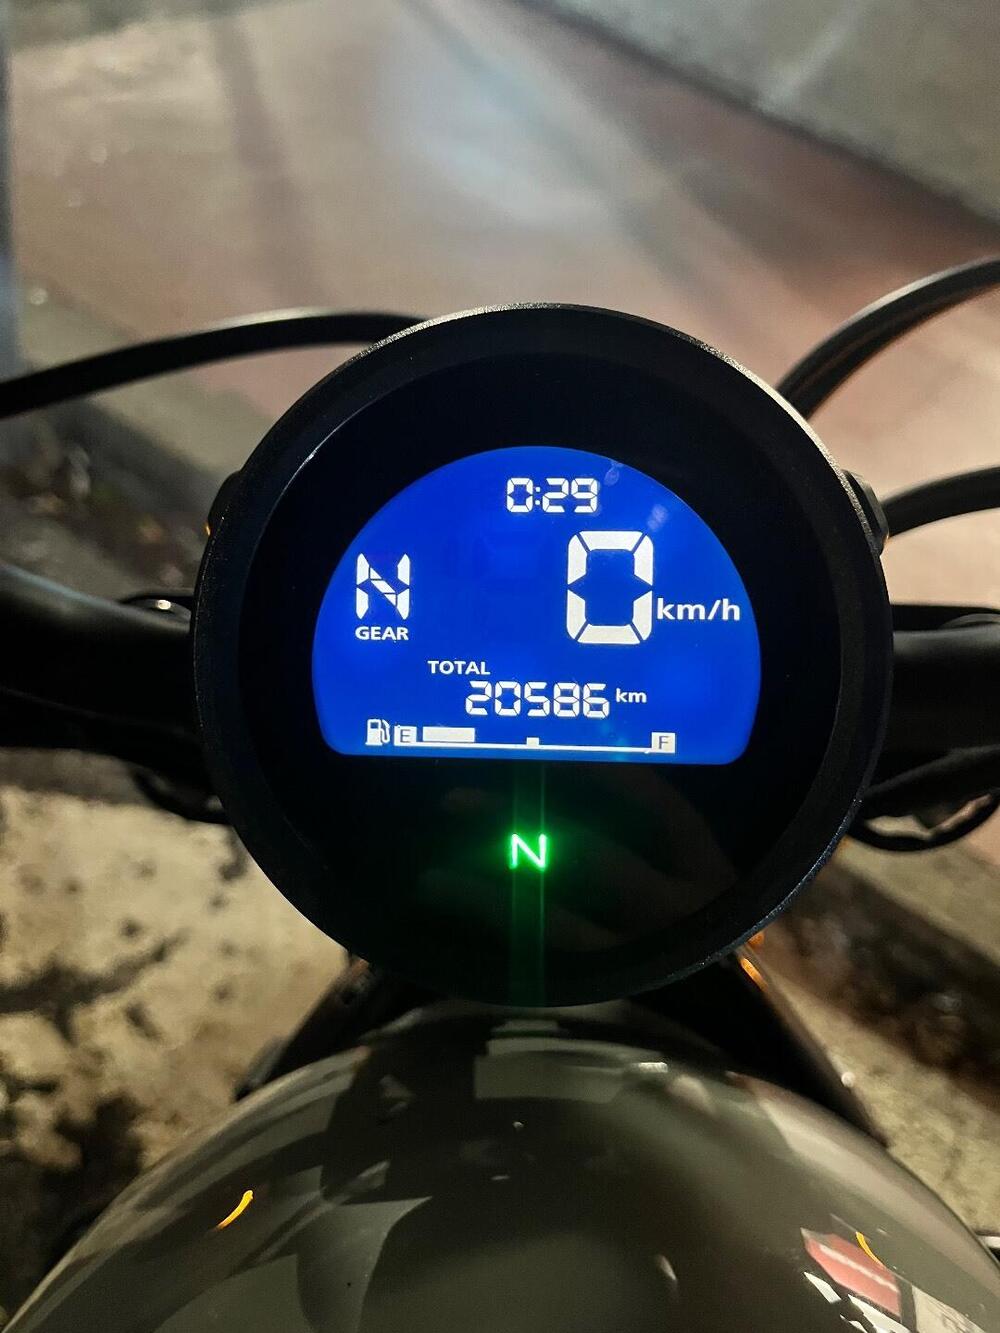 0:29
N 0 km/h
GEAR
TOTAL
20586 km
E F
N